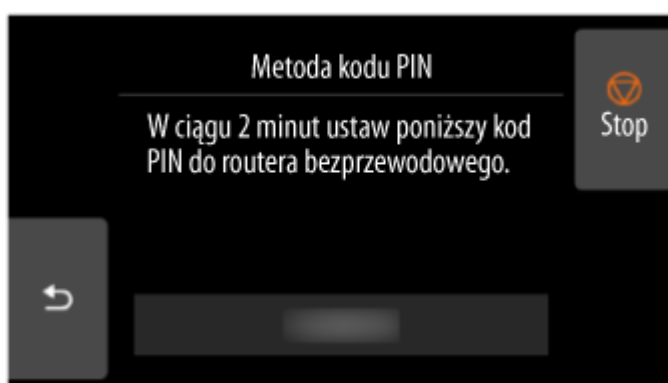 Metoda kodu PIN
W ciągu 2 minut ustaw poniższy kod
PIN do routera bezprzewodowego.
Stop